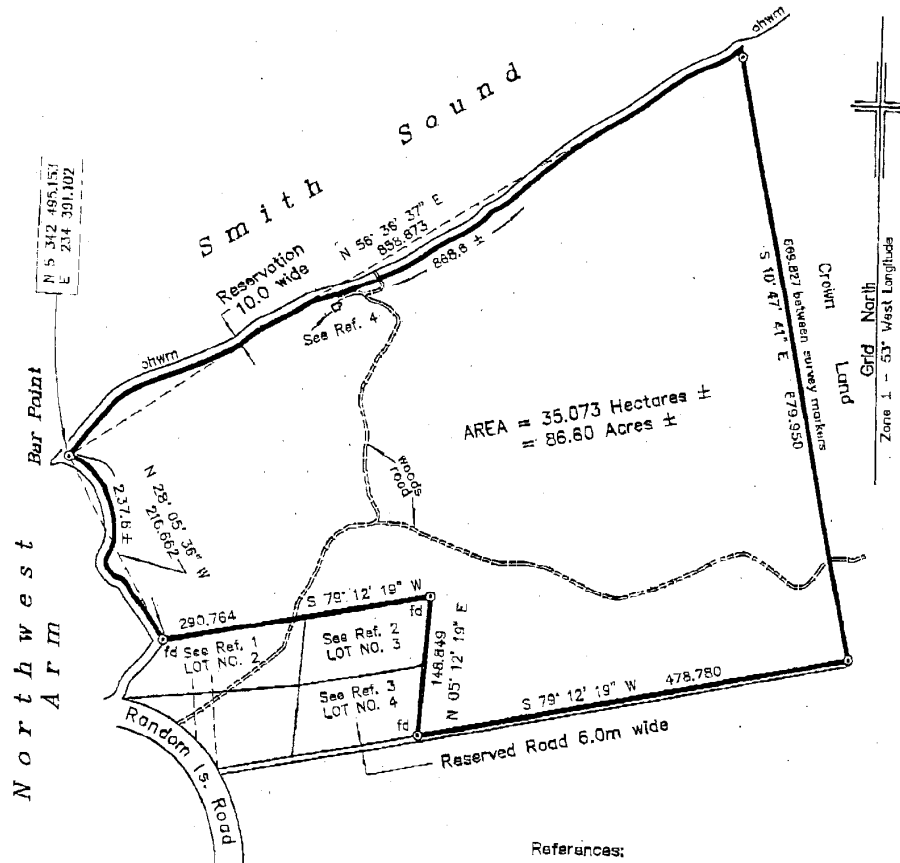 ohwm
Smith Sound
N 5 342 495.153
E 234 391.102
N 56° 36' 37" E
858.873
868.8 ±
Reservation
10.0 wide
See Ref. 4
ohwm
Bar Point
Crown Land
S 10° 47' 41" E 679.950
between survey markers
Grid North
Zone 1 - 53° West Longitude
AREA = 35.073 Hectares ±
= 86.60 Acres ±
woods
road
N 28° 05' 36" W
216.662
237.6 ±
Northwest
Arm
290.764 S 79° 12' 19" W
fd
fd
See Ref. 1
LOT NO. 2
See Ref. 2
LOT NO. 3
148.849
N 05° 12' 19" E
See Ref. 3
LOT NO. 4
fd
S 79° 12' 19" W 478.780
Reserved Road 6.0m wide
Random Is. Road
References: